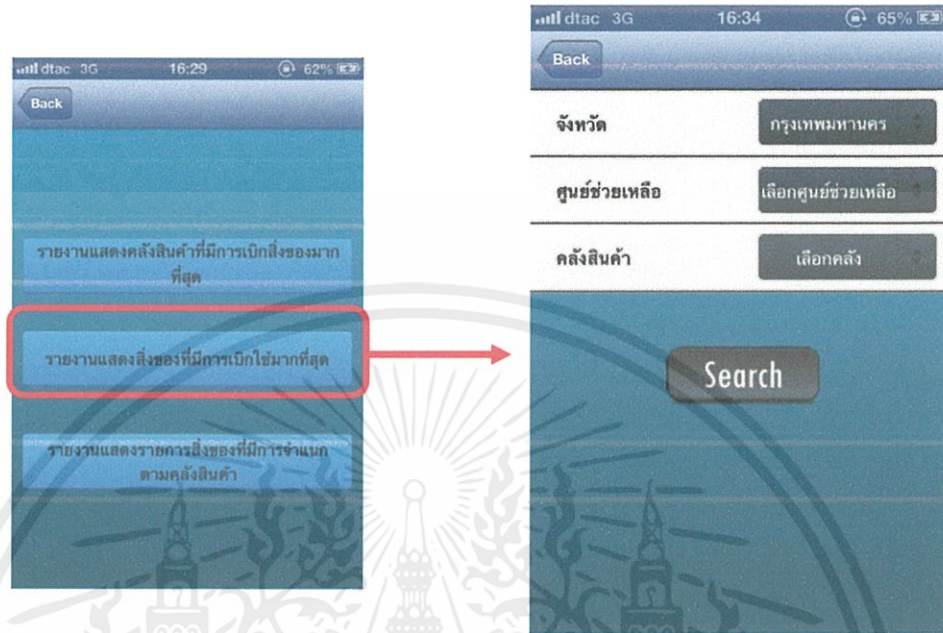 dtac 3G 16:29 62%
Back
รายงานแสดงคลังสินค้าที่มีการเบิกสิ่งของมาก
ที่สุด
รายงานแสดงสิ่งของที่มีการเบิกใช้มากที่สุด
รายงานแสดงรายการสิ่งของที่มีการจำแนก
ตามคลังสินค้า
dtac 3G 16:34 65%
Back
จังหวัด กรุงเทพมหานคร
ศูนย์ช่วยเหลือ เลือกศูนย์ช่วยเหลือ
คลังสินค้า เลือกคลัง
Search